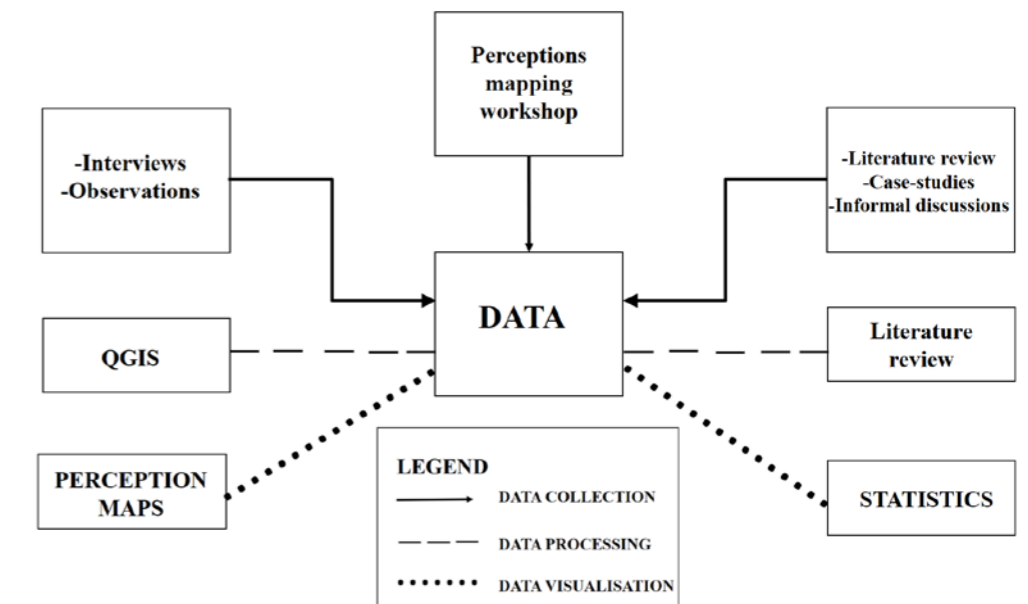 Perceptions
mapping
workshop
-Interviews
-Observations
-Literature review
-Case-studies
-Informal discussions
DATA
QGIS
Literature
review
PERCEPTION
MAPS
STATISTICS
LEGEND
DATA COLLECTION
DATA PROCESSING
DATA VISUALISATION